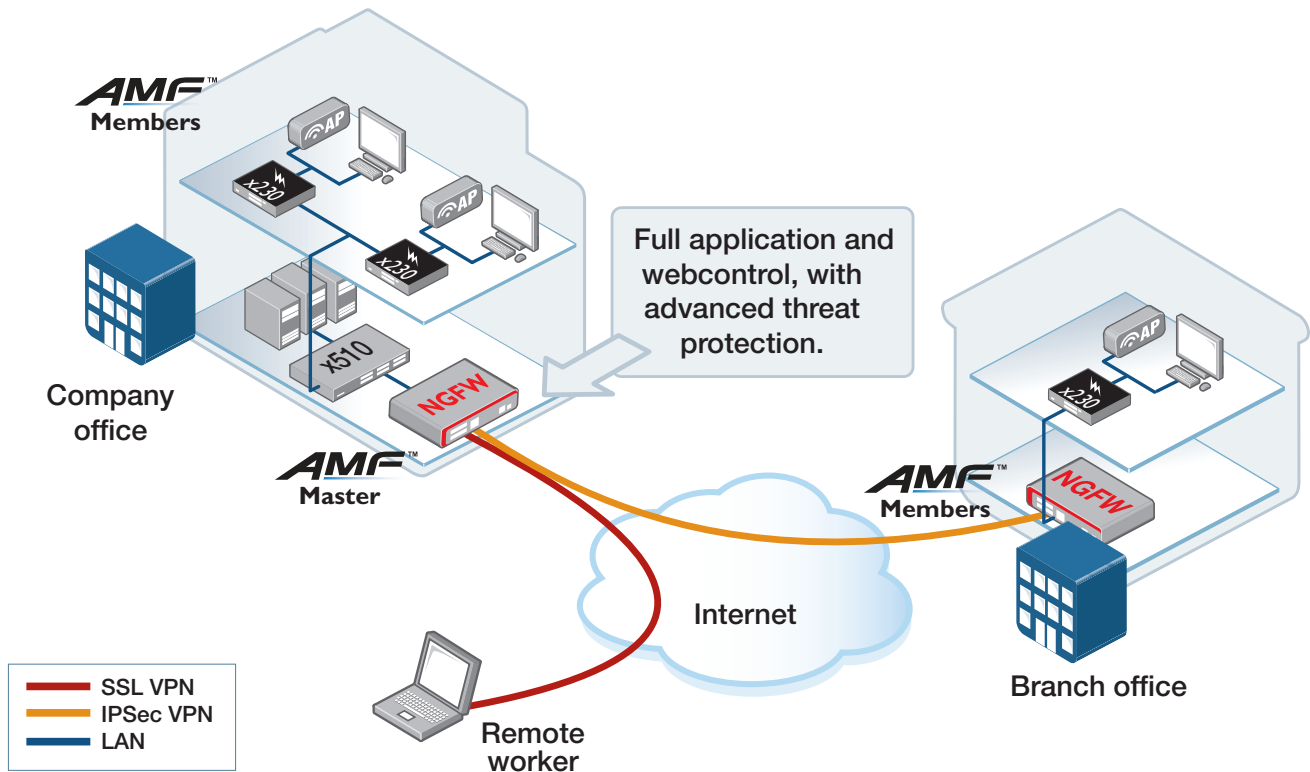 AMF™
Members
AP
x230
AP
x230
Full application and
webcontrol, with
advanced threat
protection.
x510
NGFW
Company
office
AMF™
Master
AP
x230
AMF™
Members
NGFW
Internet
Branch office
SSL VPN
IPSec VPN
LAN
Remote
worker